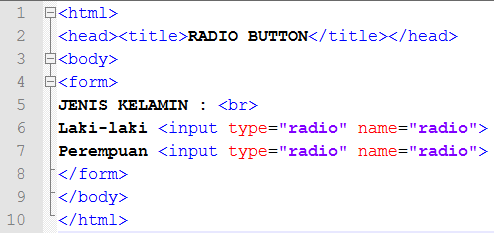 1 <html>
2 <head><title>RADIO BUTTON</title></head>
3 <body>
4 <form>
5 JENIS KELAMIN : <br>
6 Laki-laki <input type="radio" name="radio">
7 Perempuan <input type="radio" name="radio">
8 </form>
9 </body>
10 </html>